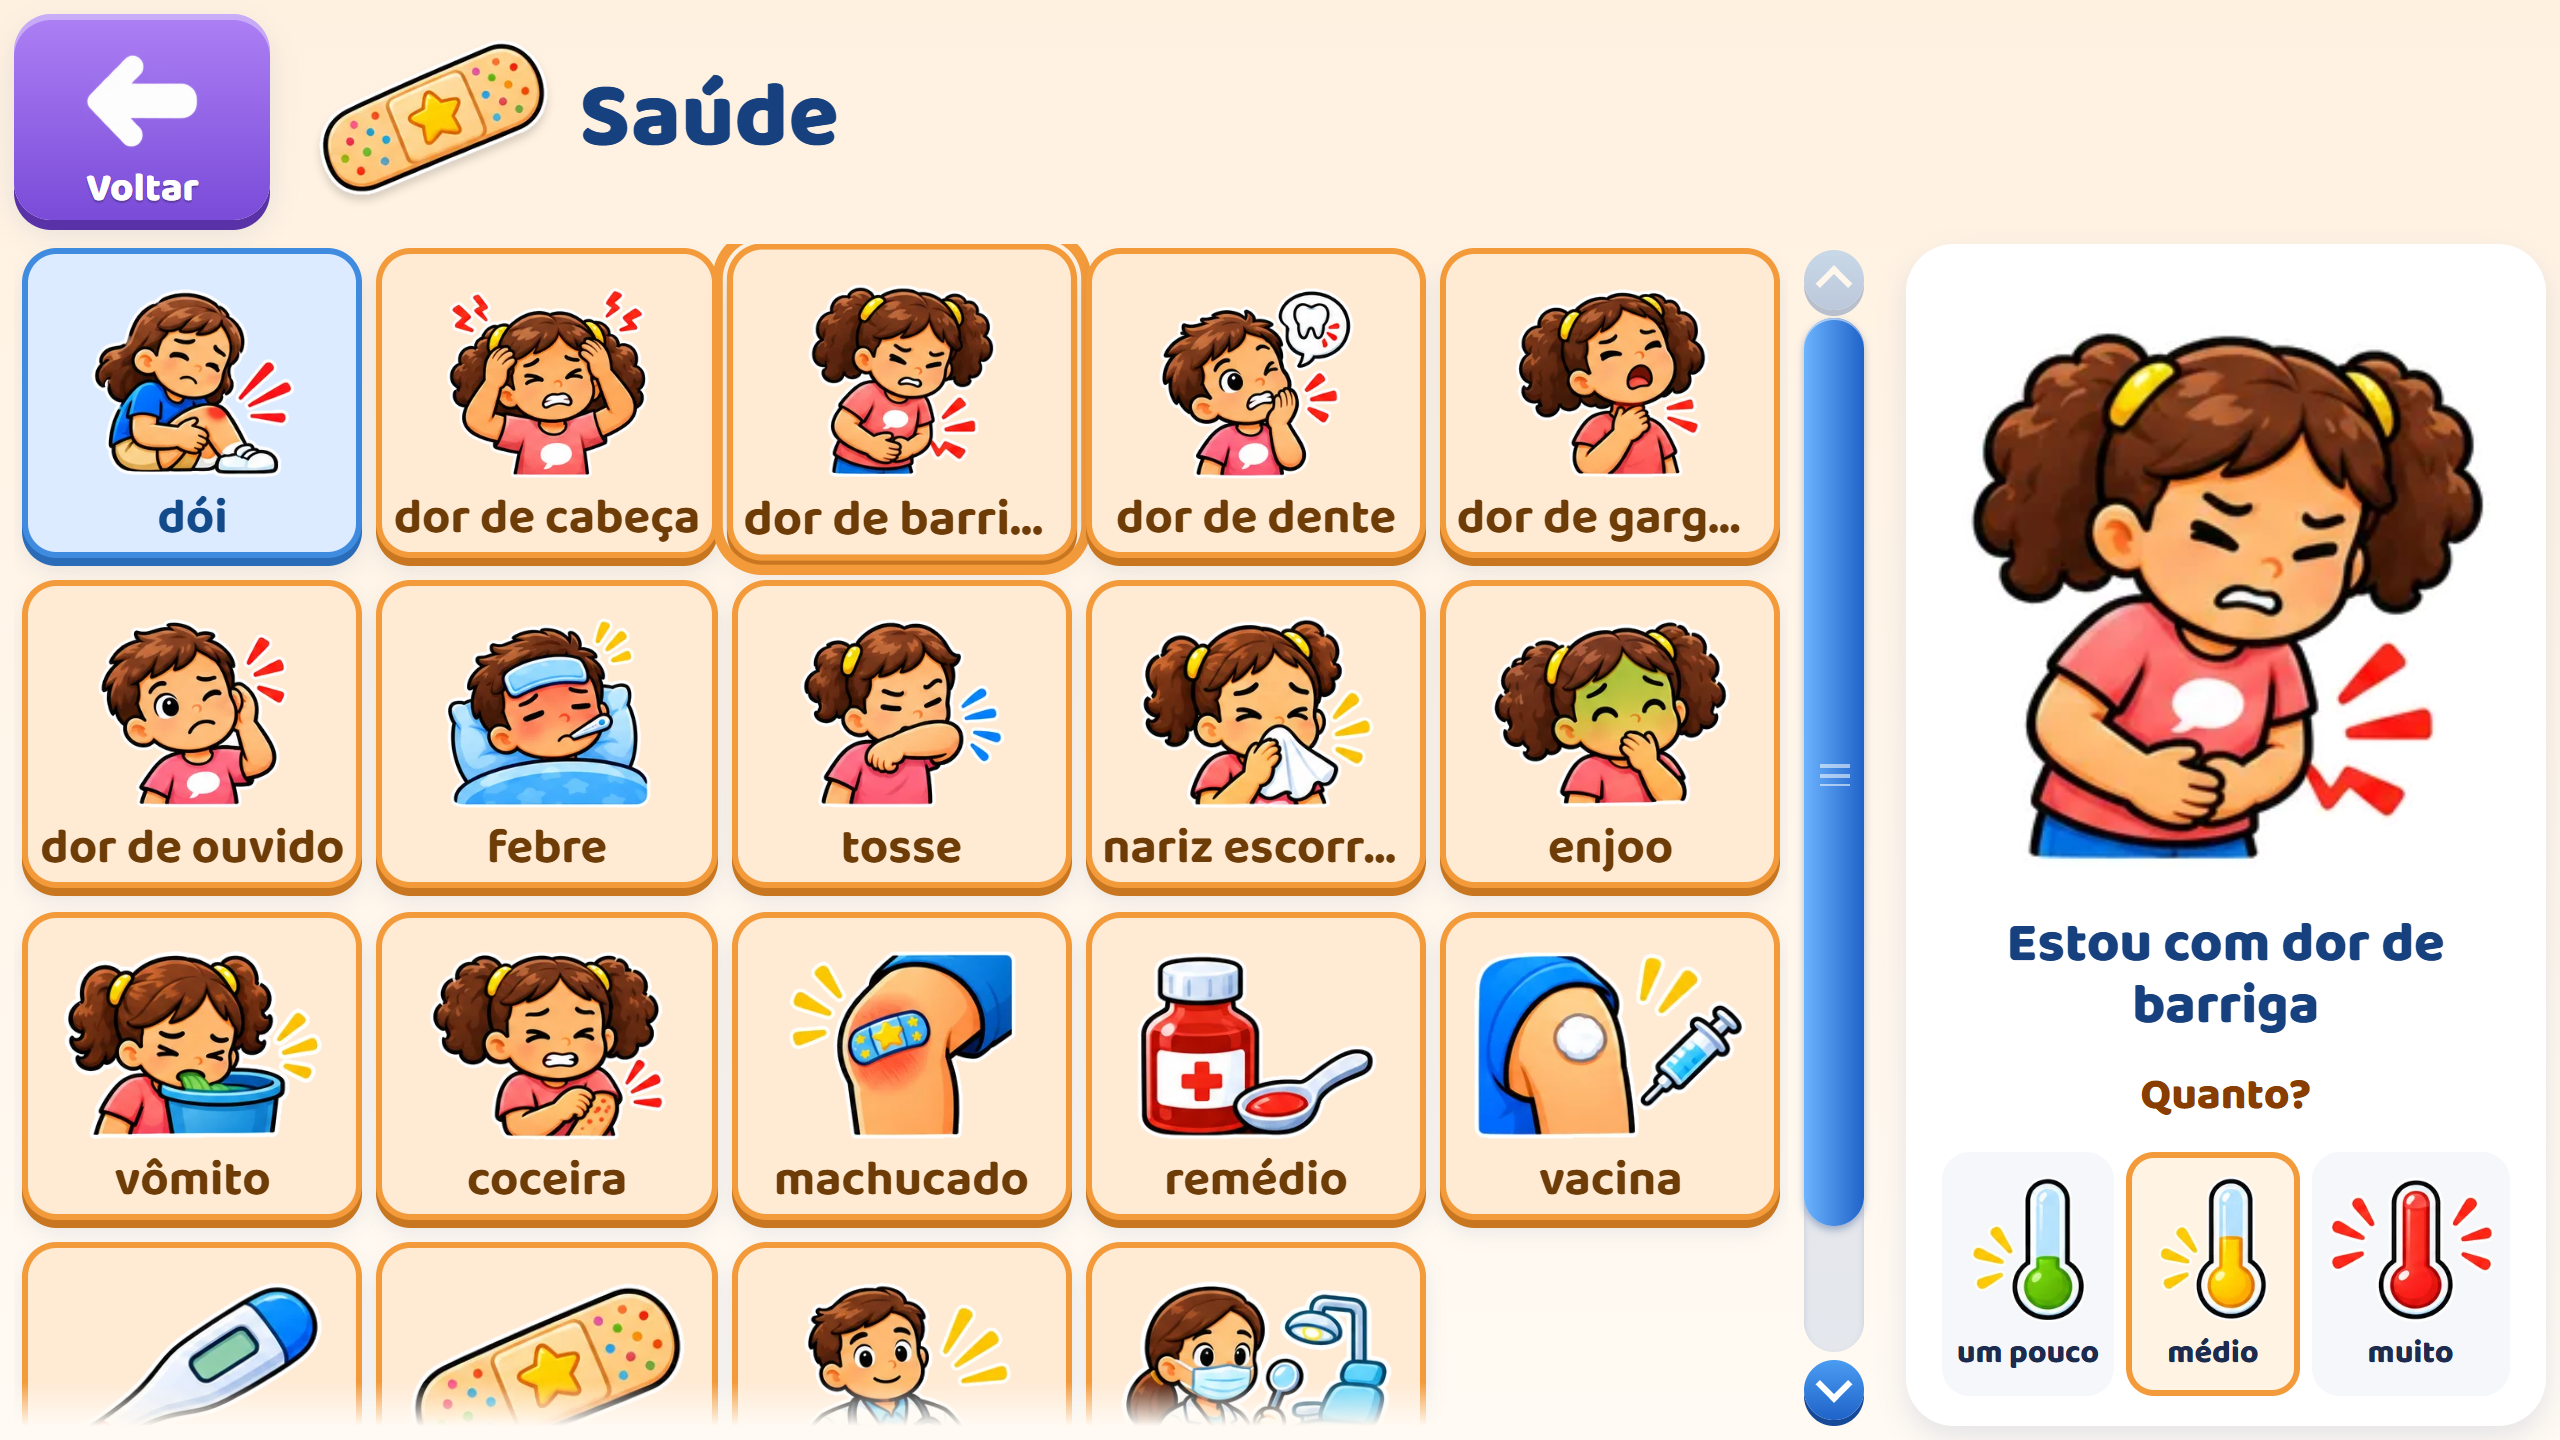 Voltar
Saúde
dói
dor de cabeça
dor de barri...
dor de dente
dor de garg...
dor de ouvido
febre
tosse
nariz escorr...
enjoo
vômito
coceira
machucado
remédio
vacina
Estou com dor de
barriga
Quanto?
um pouco
médio
muito